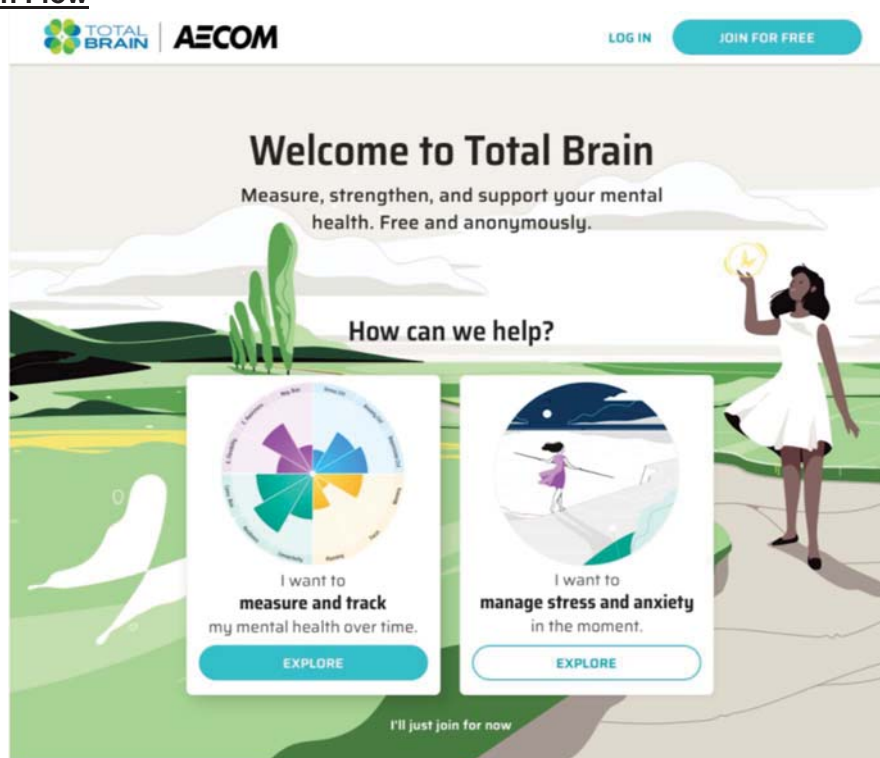 TOTAL
BRAIN
AECOM
LOG IN
JOIN FOR FREE
Welcome to Total Brain
Measure, strengthen, and support your mental
health. Free and anonymously.
How can we help?
Planning
I want to
measure and track
my mental health over time.
EXPLORE
I want to
manage stress and anxiety
in the moment.
EXPLORE
I'll just join for now